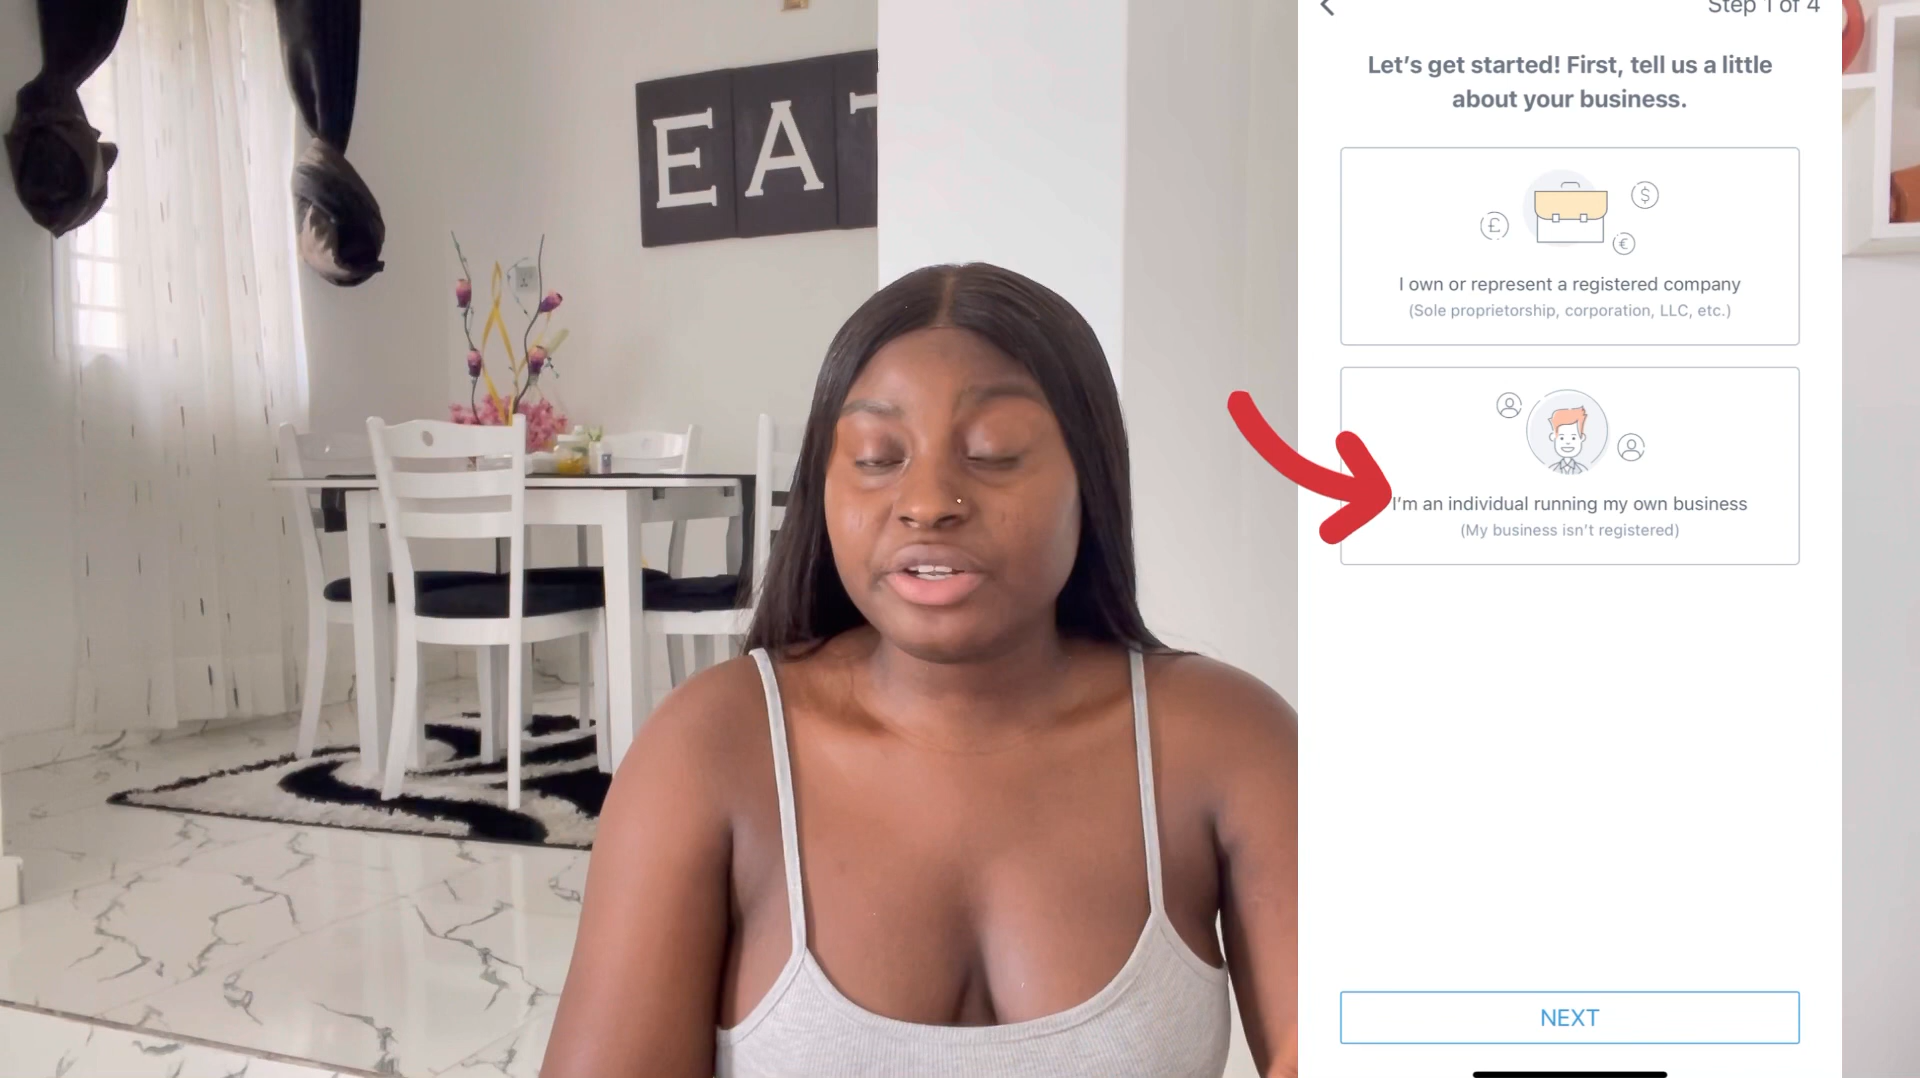 EAT
Step 1 of 4
Let's get started! First, tell us a little
about your business.
£
$
€
I own or represent a registered company
(Sole proprietorship, corporation, LLC, etc.)
I'm an individual running my own business
(My business isn't registered)
NEXT